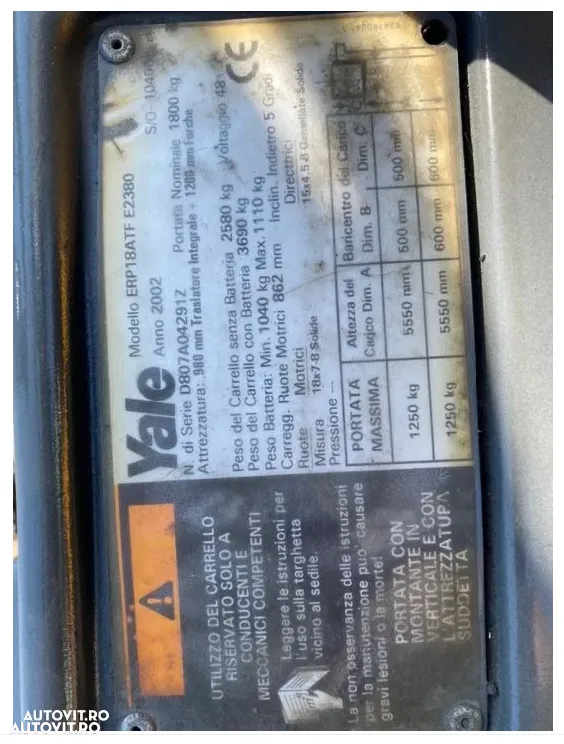 Yale
Modello ERP18ATF E2380
Anno 2002
S/O
N. di Serie D807A04291Z Portata Nominale 1800 kg
Attrezzatura: 980 mm Traslatore Integrale + 1200 mm Forche
CE
Peso del Carrello senza Batteria 2580 kg Voltaggio 48
Peso del Carrello con Batteria 3690 kg
Peso Batteria: Min. 1040 kg Max. 1110 kg
Carregg. Ruote Motrici 862 mm Inclin. Indietro 5 Gradi
Ruote Motrici Direttrici
Misura 18x7-8 Solide 15x4,5-8 Gemellate Solide
Pressione ---
PORTATA MASSIMA
Altezza del Carico Dim. A
Baricentro del Carico
Dim. B Dim. C
1250 kg 5550 mm 500 mm 500 mm
1250 kg 5550 mm 600 mm 600 mm
UTILIZZO DEL CARRELLO
RISERVATO SOLO A
CONDUCENTI E
MECCANICI COMPETENTI
Leggere le istruzioni per
l'uso sulla targhetta
vicino al sedile.
La non osservanza delle istruzioni
per la manutenzione puo' causare
gravi lesioni o la morte!
PORTATA CON
MONTANTE IN
VERTICALE E CON
L'ATTREZZATURA
SUDDETTA
AUTOVIT.RO
AUTOVIT.RO